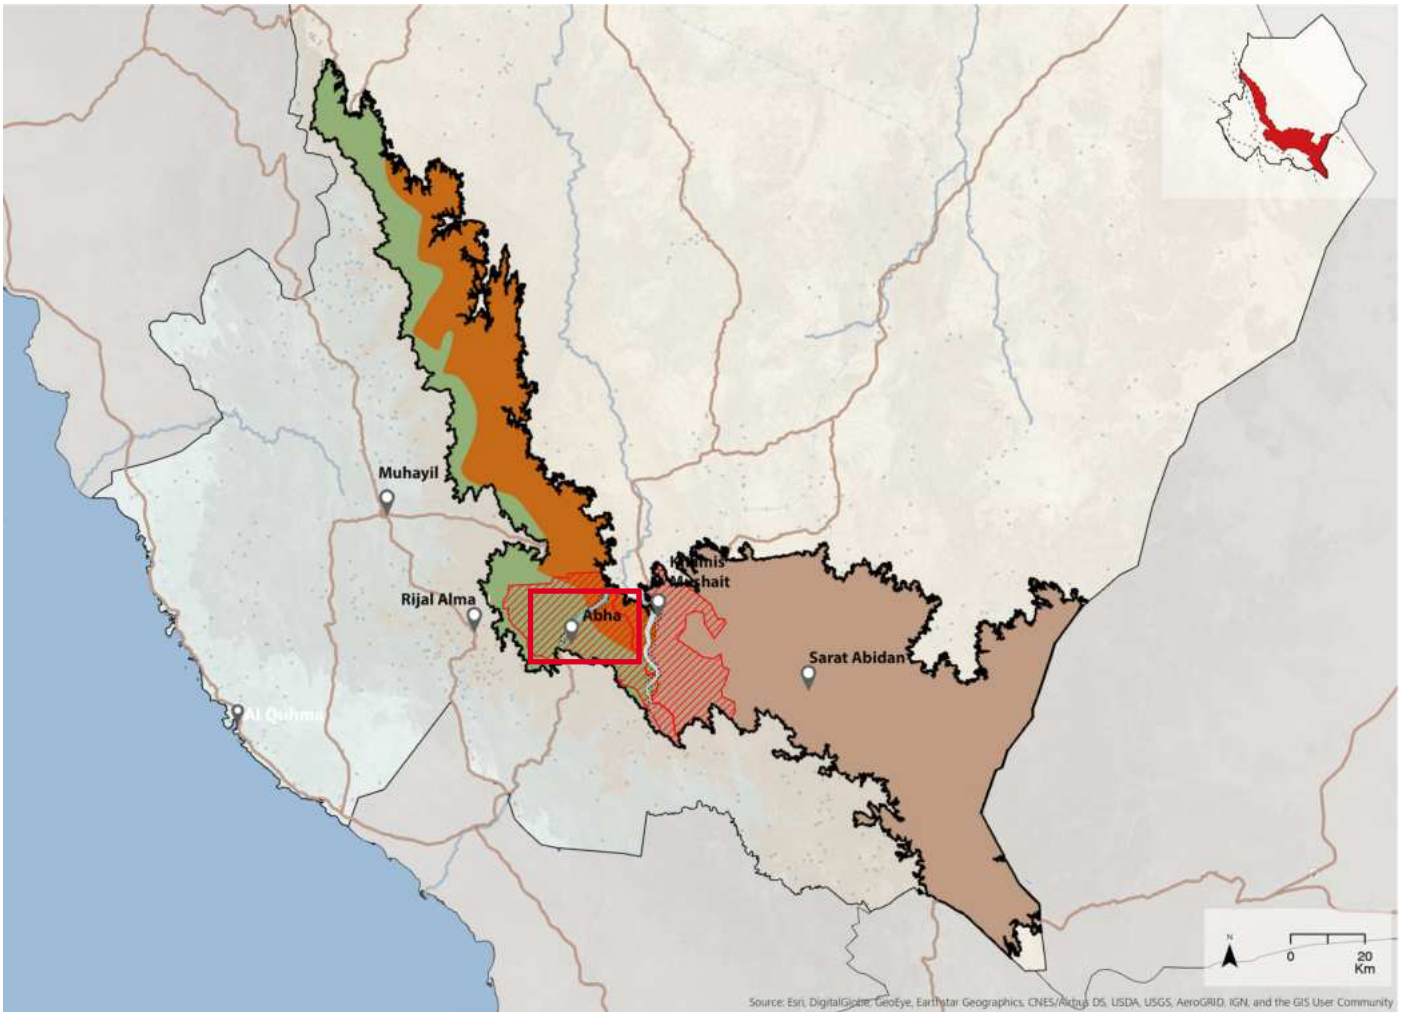 Muhayil
Khamis
Mushait
Rijal Alma
Abha
Sarat Abidan
Al Quhma
N
0 20
Km
Source: Esri, DigitalGlobe, GeoEye, Earthstar Geographics, CNES/Airbus DS, USDA, USGS, AeroGRID, IGN, and the GIS User Community